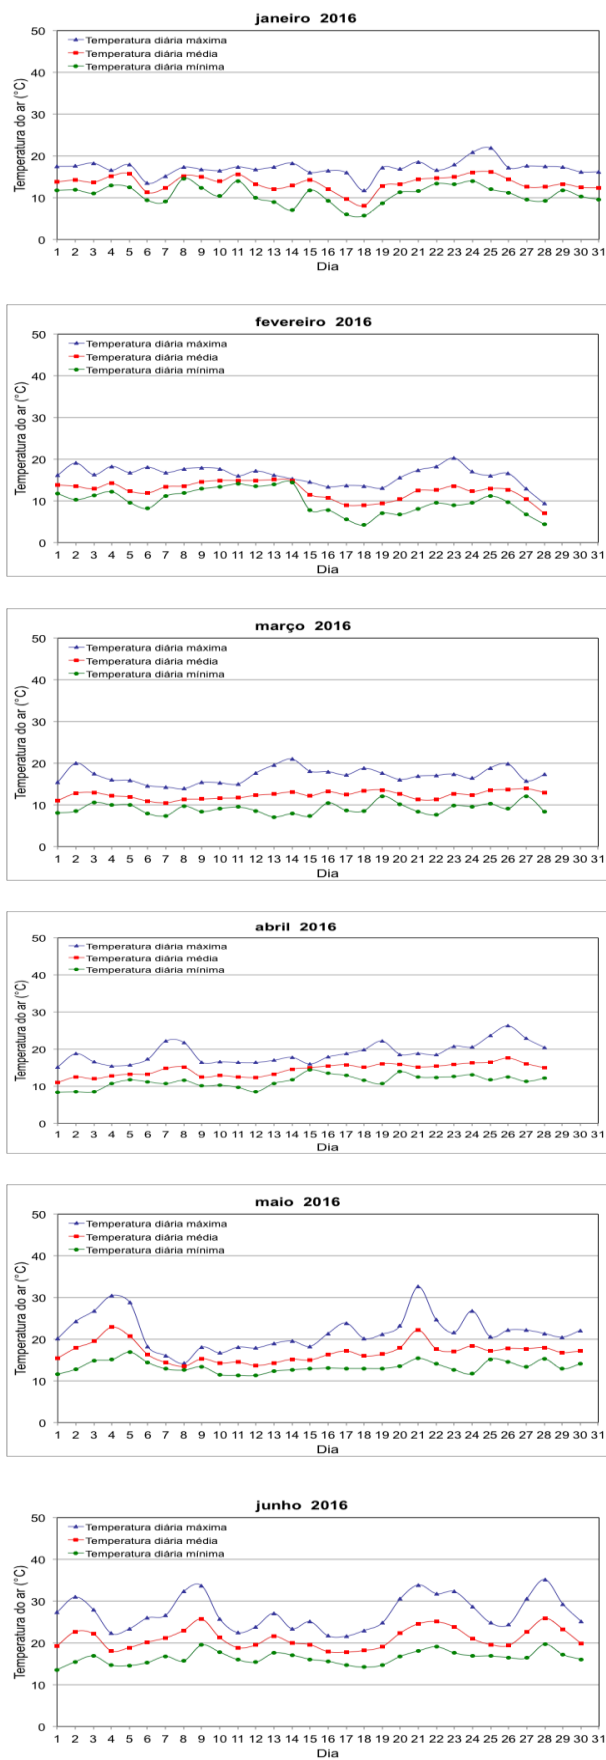 janeiro 2016
50
40
30
20
10
0
Temperatura do ar (°C)
Temperatura diária máxima
Temperatura diária média
Temperatura diária mínima
1 2 3 4 5 6 7 8 9 10 11 12 13 14 15 16 17 18 19 20 21 22 23 24 25 26 27 28 29 30 31
Dia
fevereiro 2016
50
40
30
20
10
0
Temperatura do ar (°C)
Temperatura diária máxima
Temperatura diária média
Temperatura diária mínima
1 2 3 4 5 6 7 8 9 10 11 12 13 14 15 16 17 18 19 20 21 22 23 24 25 26 27 28 29 30 31
Dia
março 2016
50
40
30
20
10
0
Temperatura do ar (°C)
Temperatura diária máxima
Temperatura diária média
Temperatura diária mínima
1 2 3 4 5 6 7 8 9 10 11 12 13 14 15 16 17 18 19 20 21 22 23 24 25 26 27 28 29 30 31
Dia
abril 2016
50
40
30
20
10
0
Temperatura do ar (°C)
Temperatura diária máxima
Temperatura diária média
Temperatura diária mínima
1 2 3 4 5 6 7 8 9 10 11 12 13 14 15 16 17 18 19 20 21 22 23 24 25 26 27 28 29 30 31
Dia
maio 2016
50
40
30
20
10
0
Temperatura do ar (°C)
Temperatura diária máxima
Temperatura diária média
Temperatura diária mínima
1 2 3 4 5 6 7 8 9 10 11 12 13 14 15 16 17 18 19 20 21 22 23 24 25 26 27 28 29 30 31
Dia
junho 2016
50
40
30
20
10
0
Temperatura do ar (°C)
Temperatura diária máxima
Temperatura diária média
Temperatura diária mínima
1 2 3 4 5 6 7 8 9 10 11 12 13 14 15 16 17 18 19 20 21 22 23 24 25 26 27 28 29 30 31
Dia